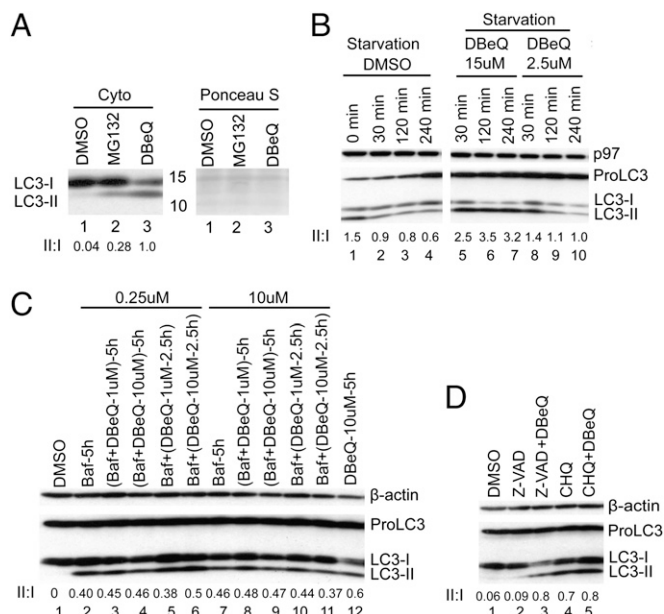 A
Cyto
Ponceau S
DMSO
MG132
DBeQ
DMSO
MG132
DBeQ
LC3-I
LC3-II
15
10
1 2 3
1 2 3
II:I 0.04 0.28 1.0
B
Starvation
DMSO
Starvation
DBeQ
15uM
DBeQ
2.5uM
0 min
30 min
120 min
240 min
30 min
120 min
240 min
30 min
120 min
240 min
p97
ProLC3
LC3-I
LC3-II
II:I 1.5 0.9 0.8 0.6 2.5 3.5 3.2 1.4 1.1 1.0
1 2 3 4 5 6 7 8 9 10
C
0.25uM
10uM
DMSO
Baf-5h
(Baf+DBeQ-1uM)-5h
(Baf+DBeQ-10uM)-5h
Baf+(DBeQ-1uM-2.5h)
Baf+(DBeQ-10uM-2.5h)
Baf-5h
(Baf+DBeQ-1uM)-5h
(Baf+DBeQ-10uM)-5h
Baf+(DBeQ-1uM-2.5h)
Baf+(DBeQ-10uM-2.5h)
DBeQ-10uM-5h
β-actin
ProLC3
LC3-I
LC3-II
II:I 0 0.40 0.45 0.46 0.38 0.5 0.46 0.48 0.47 0.44 0.37 0.6
1 2 3 4 5 6 7 8 9 10 11 12
D
DMSO
Z-VAD
Z-VAD+DBeQ
CHQ
CHQ+DBeQ
β-actin
ProLC3
LC3-I
LC3-II
II:I 0.06 0.09 0.8 0.7 0.8
1 2 3 4 5